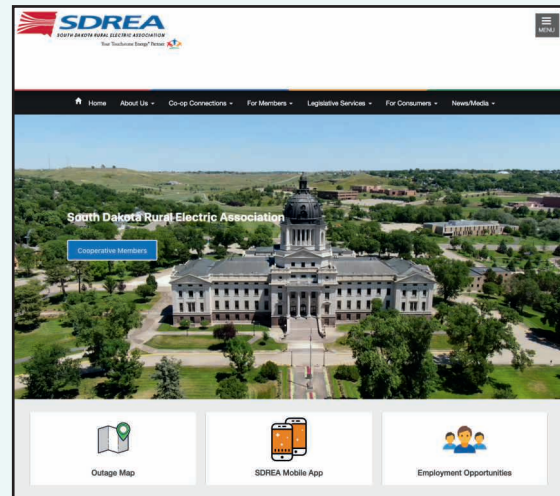 SDREA
SOUTH DAKOTA RURAL ELECTRIC ASSOCIATION
Your Touchstone Energy® Partner
MENU
Home About Us Co-op Connections For Members Legislative Services For Consumers News/Media
South Dakota Rural Electric Association
Cooperative Members
Outage Map SDREA Mobile App Employment Opportunities